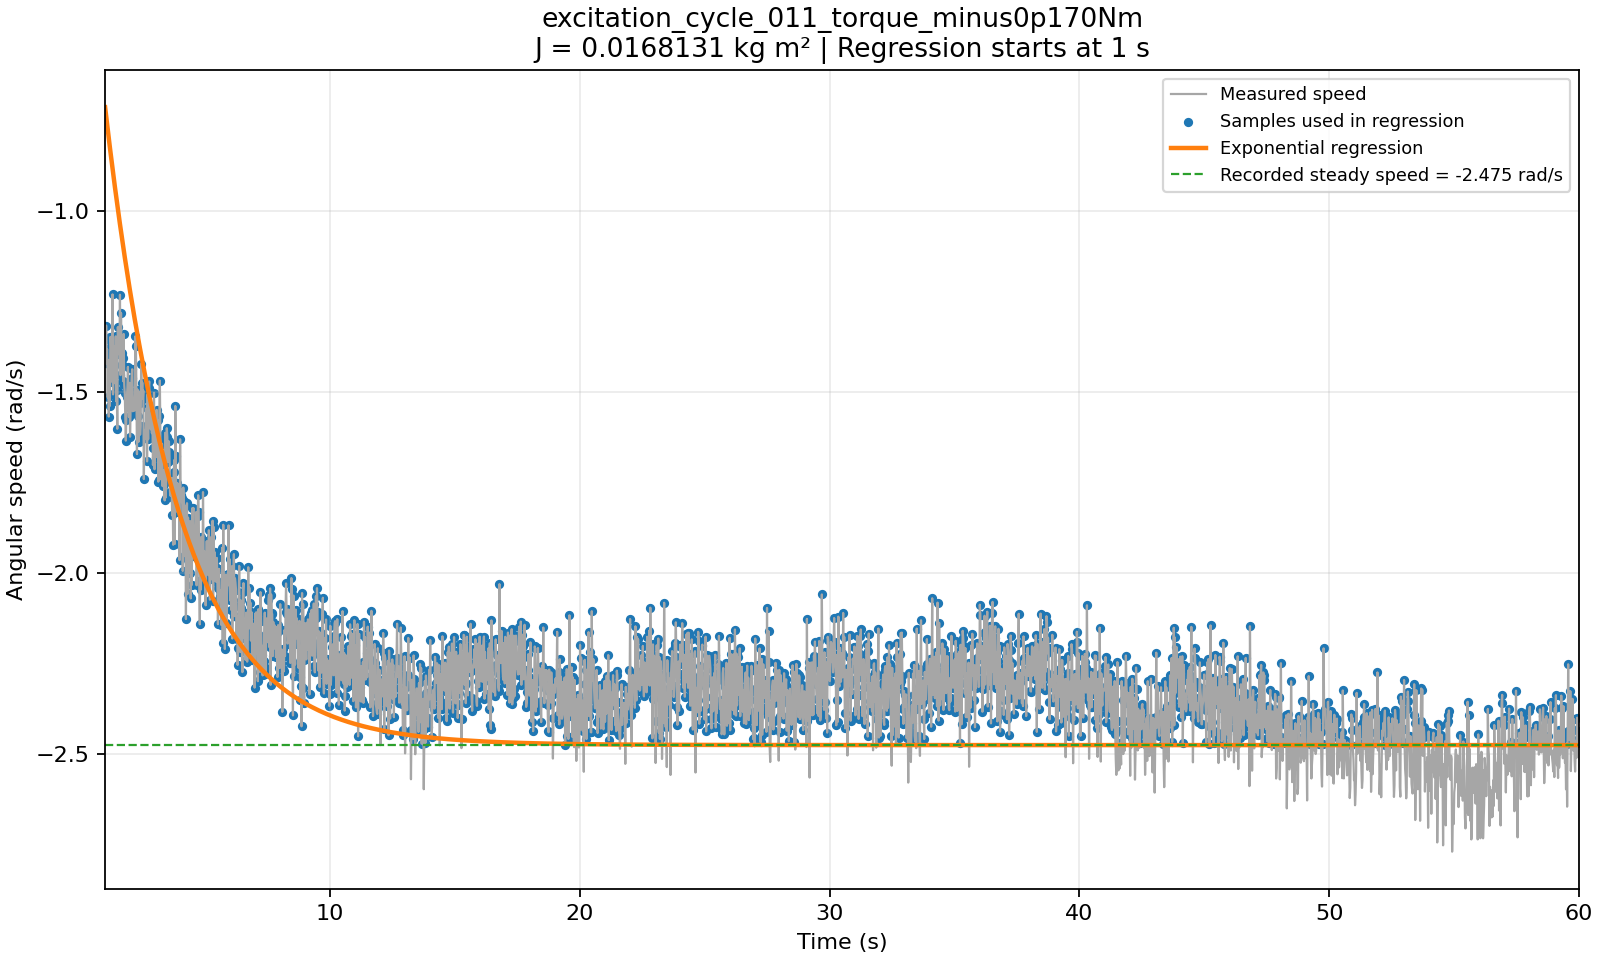 excitation_cycle_011_torque_minus0p170Nm
J = 0.0168131 kg m² | Regression starts at 1 s
Measured speed
Samples used in regression
Exponential regression
Recorded steady speed = -2.475 rad/s
Angular speed (rad/s)
−1.0
−1.5
−2.0
−2.5
10
20
30
40
50
60
Time (s)